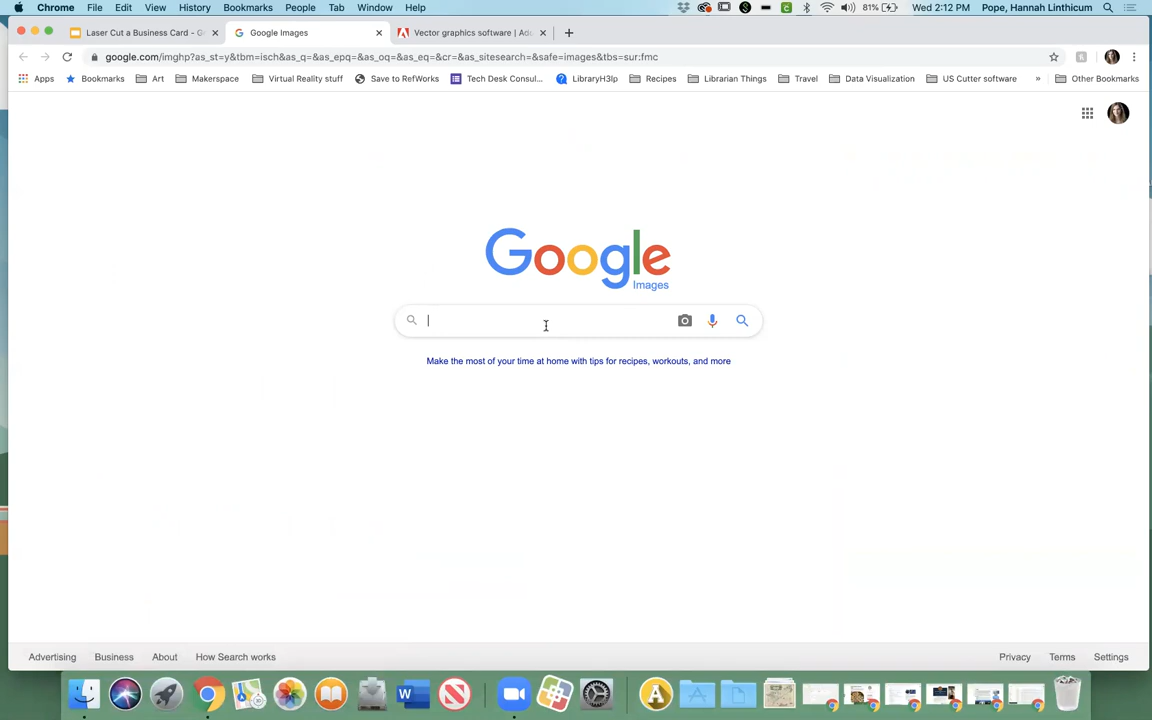 Chrome File Edit View History Bookmarks People Tab Window Help 81% Wed 2:12 PM Pope, Hannah Linthicum
Laser Cut a Business Card - G Google Images Vector graphics software | Ad
google.com/imghp?as_st=y&tbm=isch&as_q=&as_epq=&as_oq=&as_eq=&cr=&as_sitesearch=&safe=images&tbs=sur:fmc
Apps Bookmarks Art Makerspace Virtual Reality stuff Save to RefWorks Tech Desk Consul... LibraryH3lp Recipes Librarian Things Travel Data Visualization US Cutter software » Other Bookmarks
Google
Images
Make the most of your time at home with tips for recipes, workouts, and more
Advertising Business About How Search works Privacy Terms Settings